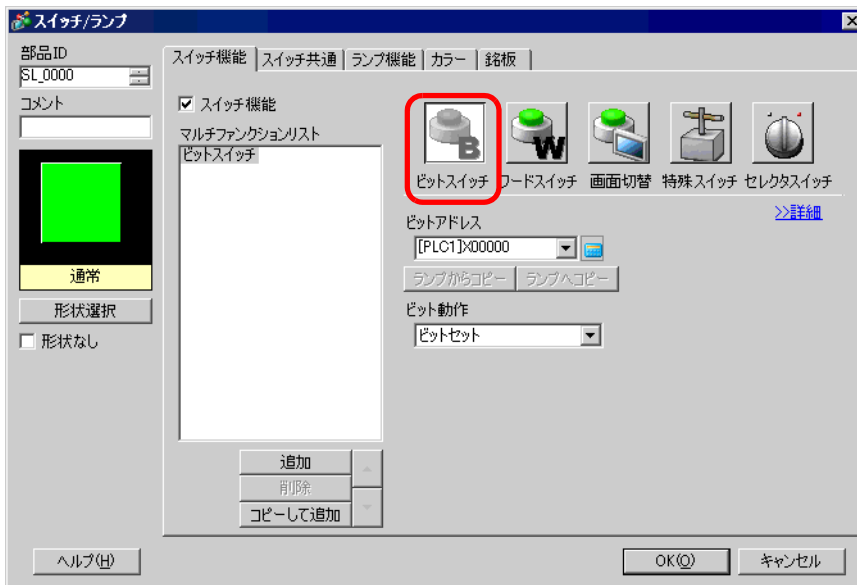 スイッチ/ランプ
部品ID
SL_0000
コメント
通常
形状選択
形状なし
スイッチ機能 スイッチ共通 ランプ機能 カラー 銘板
スイッチ機能
マルチファンクションリスト
ビットスイッチ
追加
削除
コピーして追加
B W
ビットスイッチ ワードスイッチ 画面切替 特殊スイッチ セレクタスイッチ
>>詳細
ビットアドレス
[PLC1]X00000
ランプからコピー ランプへコピー
ビット動作
ビットセット
ヘルプ(H) OK(O) キャンセル